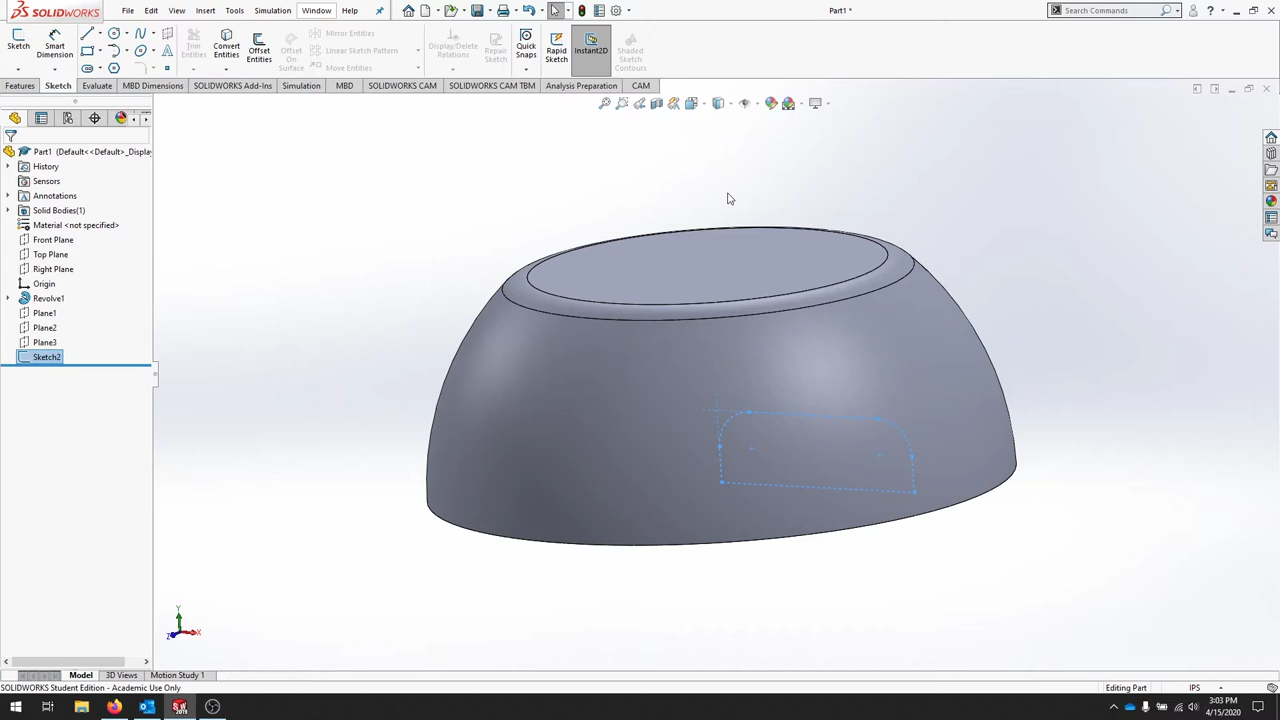 SOLIDWORKS File Edit View Insert Tools Simulation Window Help Part1 * Search Commands ?
Sketch Smart Dimension Trim Entities Convert Entities Offset Entities Offset On Surface Mirror Entities Linear Sketch Pattern Move Entities Display/Delete Relations Repair Sketch Quick Snaps Rapid Sketch Instant2D Shaded Sketch Contours
Features Sketch Evaluate MBD Dimensions SOLIDWORKS Add-Ins Simulation MBD SOLIDWORKS CAM SOLIDWORKS CAM TBM Analysis Preparation CAM
Part1 (Default<<Default>_Displa
History
Sensors
Annotations
Solid Bodies(1)
Material <not specified>
Front Plane
Top Plane
Right Plane
Origin
Revolve1
Plane1
Plane2
Plane3
Sketch2
Y
Z X
Model 3D Views Motion Study 1
SOLIDWORKS Student Edition - Academic Use Only Editing Part IPS
3:03 PM
4/15/2020